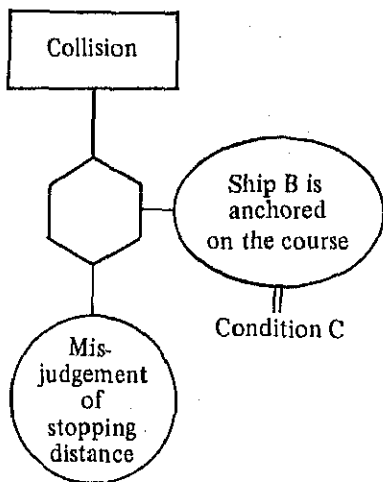 Collision
Ship B is
anchored
on the course
Condition C
Mis-
judgement
of
stopping
distance